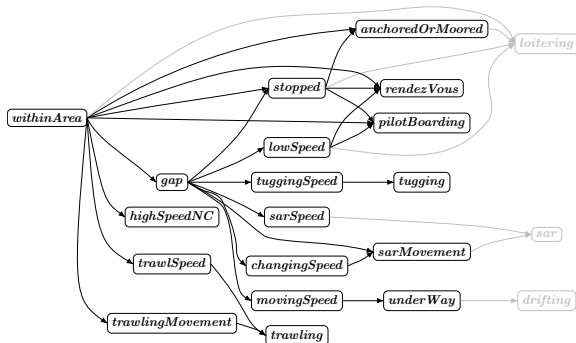 anchoredOrMoored
loitering
stopped
rendezVous
withinArea
pilotBoarding
lowSpeed
gap
tuggingSpeed
tugging
highSpeedNC
sarSpeed
sar
sarMovement
trawlSpeed
changingSpeed
movingSpeed
underWay
drifting
trawlingMovement
trawling